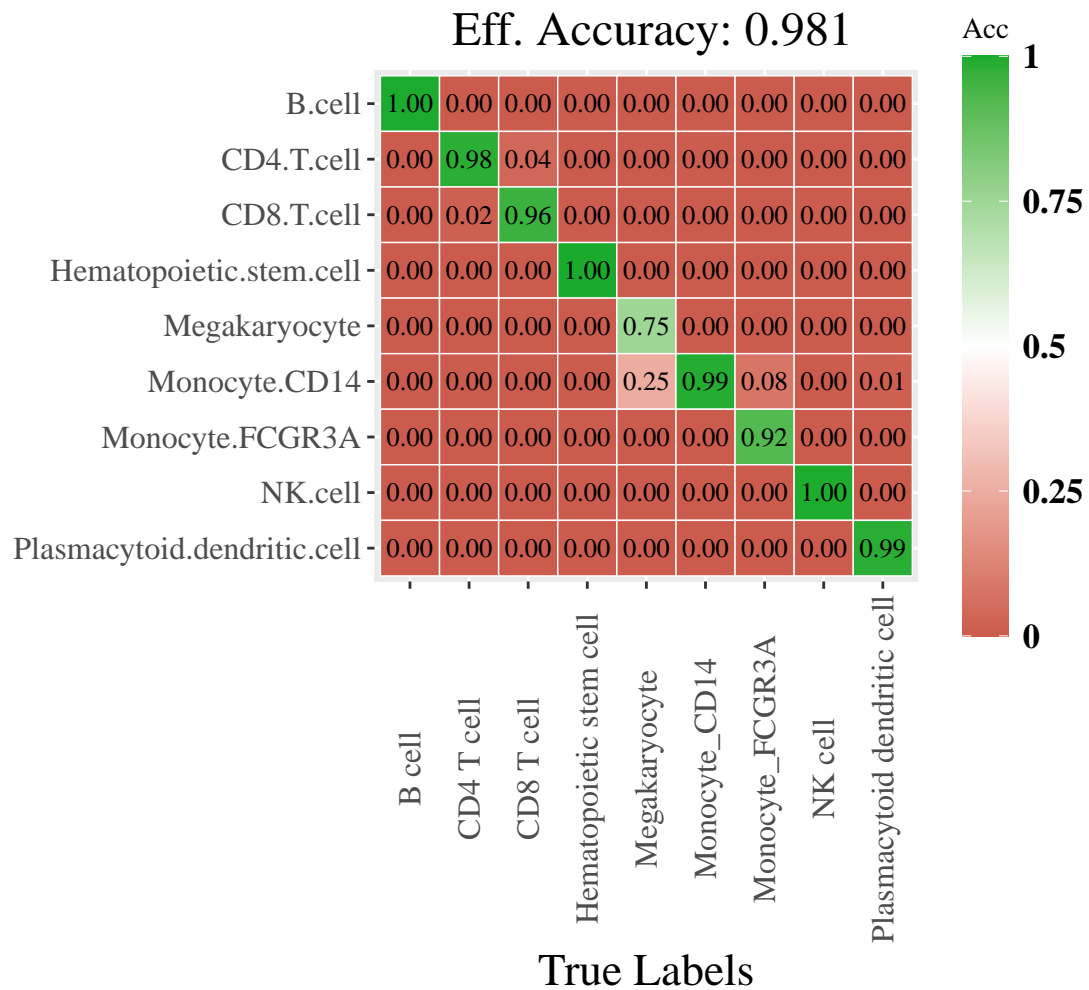 Eff. Accuracy: 0.981
Acc
B.cell 1.00 0.00 0.00 0.00 0.00 0.00 0.00 0.00 0.00
CD4.T.cell 0.00 0.98 0.04 0.00 0.00 0.00 0.00 0.00 0.00
CD8.T.cell 0.00 0.02 0.96 0.00 0.00 0.00 0.00 0.00 0.00
Hematopoietic.stem.cell 0.00 0.00 0.00 1.00 0.00 0.00 0.00 0.00 0.00
Megakaryocyte 0.00 0.00 0.00 0.00 0.75 0.00 0.00 0.00 0.00
Monocyte.CD14 0.00 0.00 0.00 0.00 0.25 0.99 0.08 0.00 0.01
Monocyte.FCGR3A 0.00 0.00 0.00 0.00 0.00 0.00 0.92 0.00 0.00
NK.cell 0.00 0.00 0.00 0.00 0.00 0.00 0.00 1.00 0.00
Plasmacytoid.dendritic.cell 0.00 0.00 0.00 0.00 0.00 0.00 0.00 0.00 0.99
1
0.75
0.5
0.25
0
B cell
CD4 T cell
CD8 T cell
Hematopoietic stem cell
Megakaryocyte
Monocyte_CD14
Monocyte_FCGR3A
NK cell
Plasmacytoid dendritic cell
True Labels